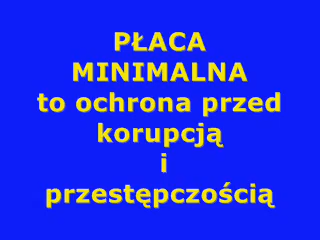 PŁACA
MINIMALNA
to ochrona przed
korupcją
i
przestępczością